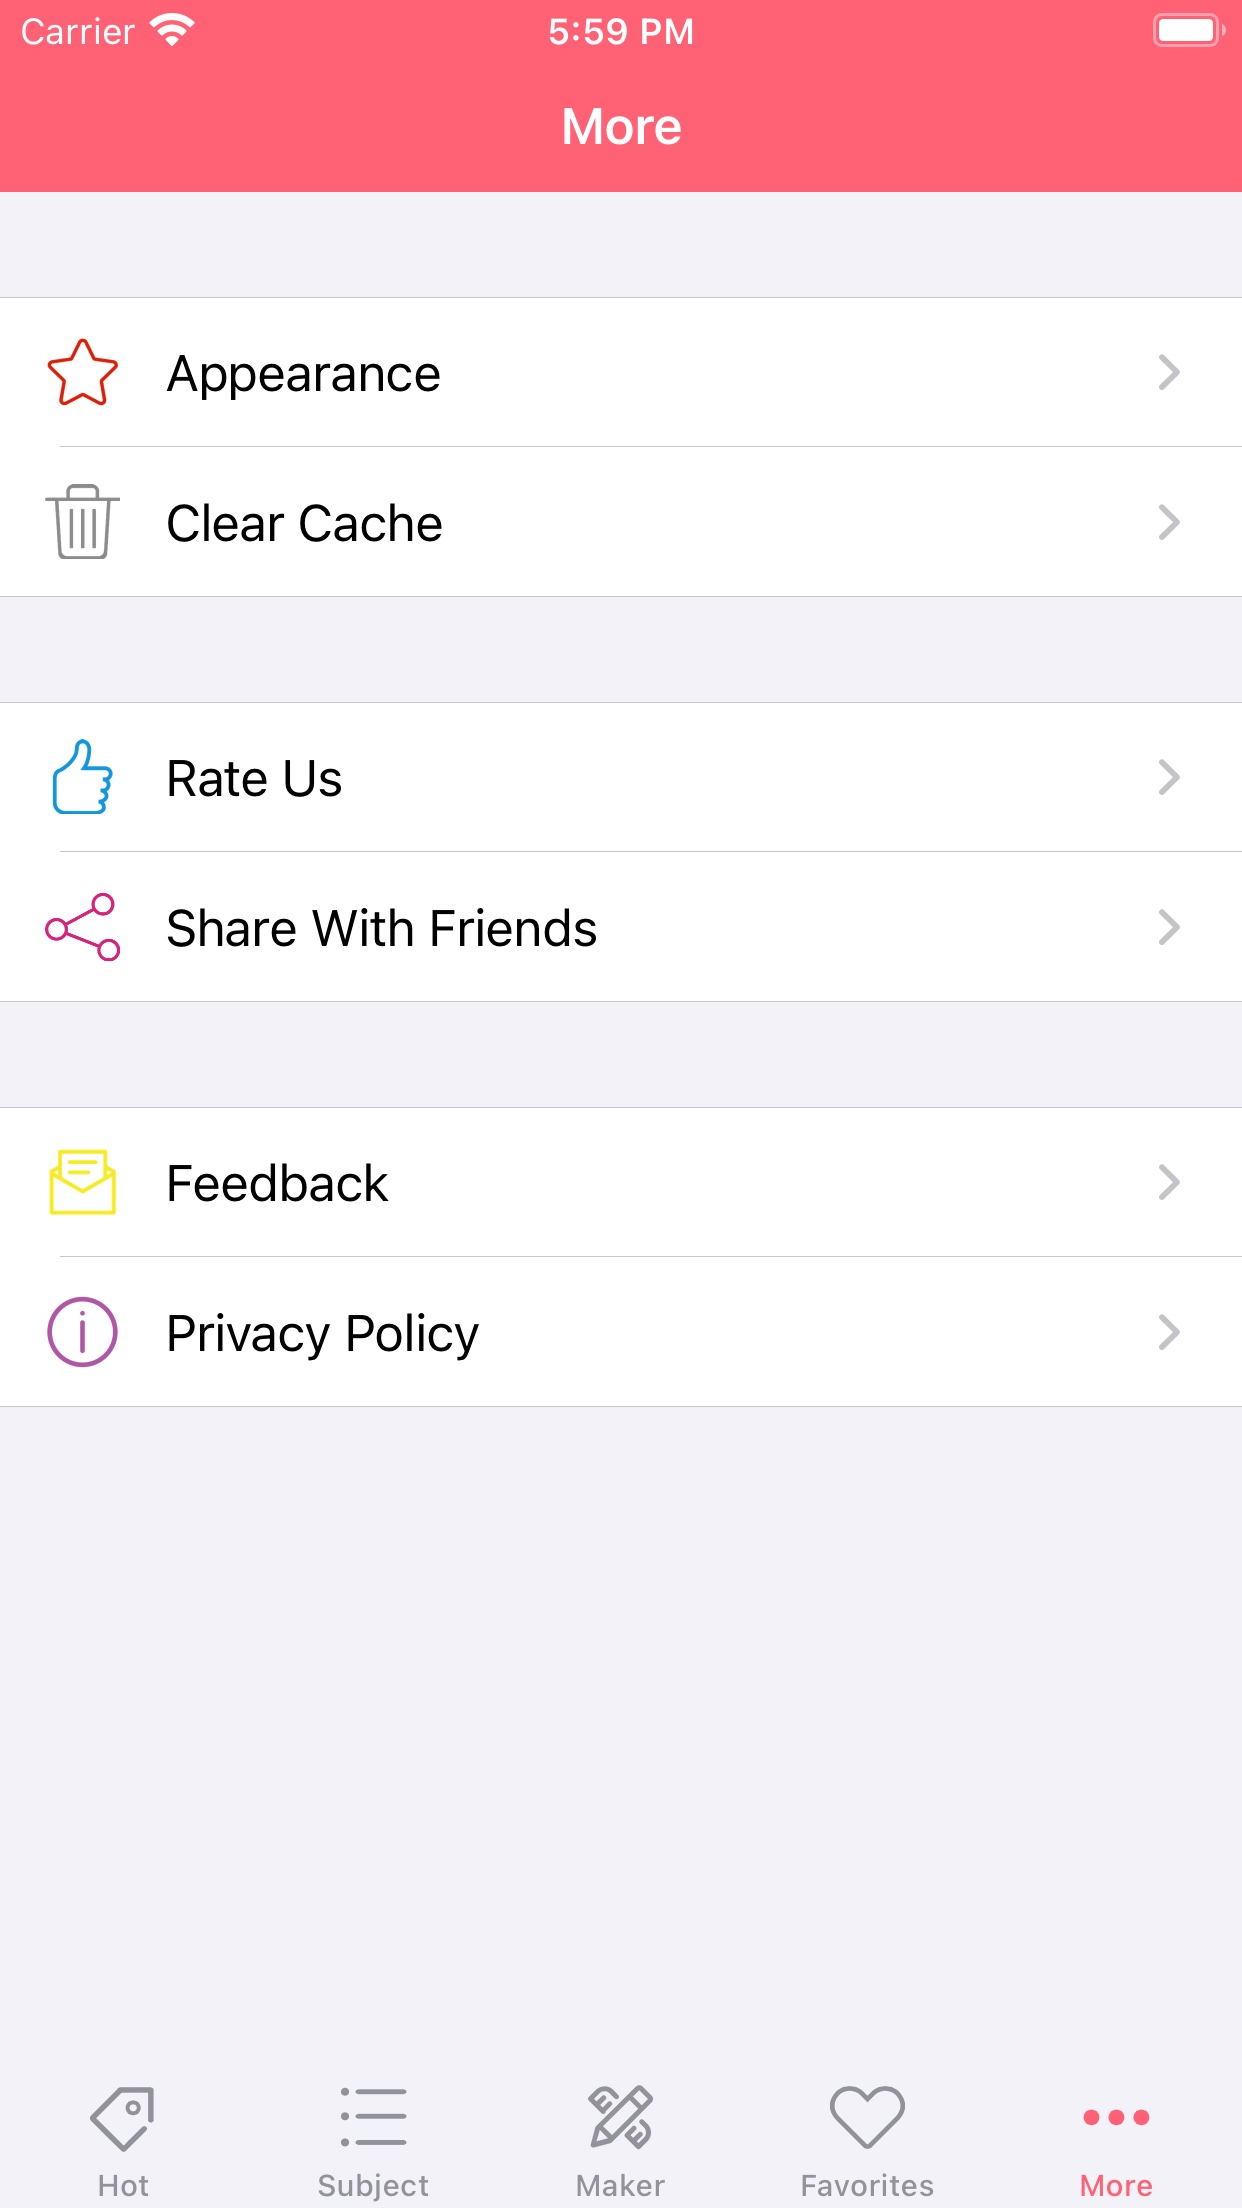 Carrier 5:59 PM
More
Appearance
Clear Cache
Rate Us
Share With Friends
Feedback
Privacy Policy
Hot Subject Maker Favorites More